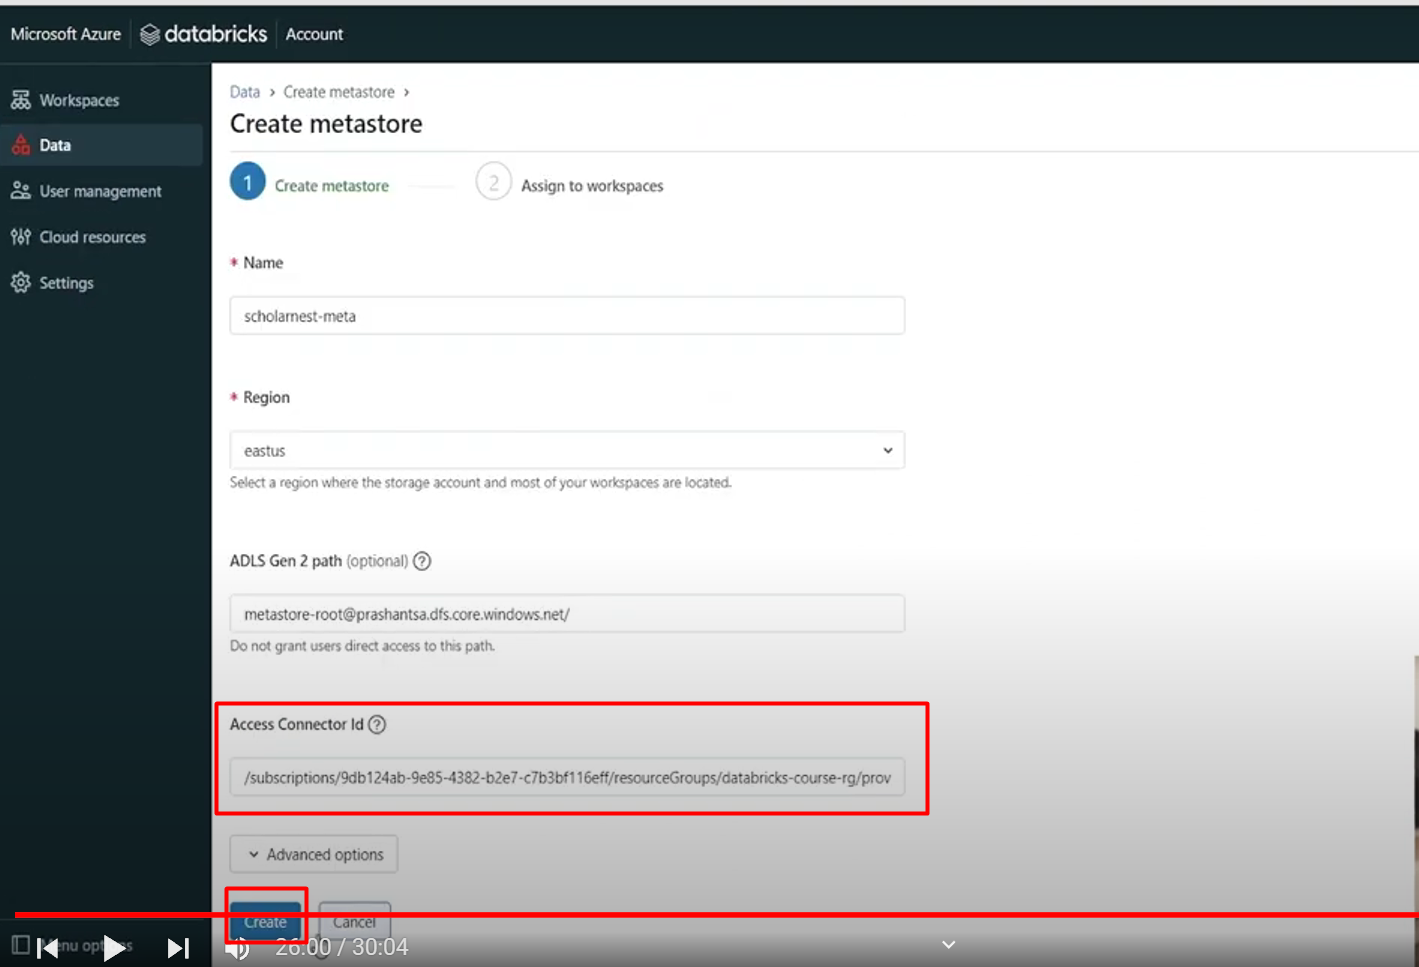 Microsoft Azure databricks Account
Workspaces
Data
User management
Cloud resources
Settings
Data > Create metastore >
Create metastore
1 Create metastore 2 Assign to workspaces
* Name
scholarnest-meta
* Region
eastus
Select a region where the storage account and most of your workspaces are located.
ADLS Gen 2 path (optional) ?
metastore-root@prashantsa.dfs.core.windows.net/
Do not grant users direct access to this path.
Access Connector Id ?
/subscriptions/9db124ab-9e85-4382-b2e7-c7b3bf116eff/resourceGroups/databricks-course-rg/prov
Advanced options
Create Cancel
Menu options
26:00 / 30:04